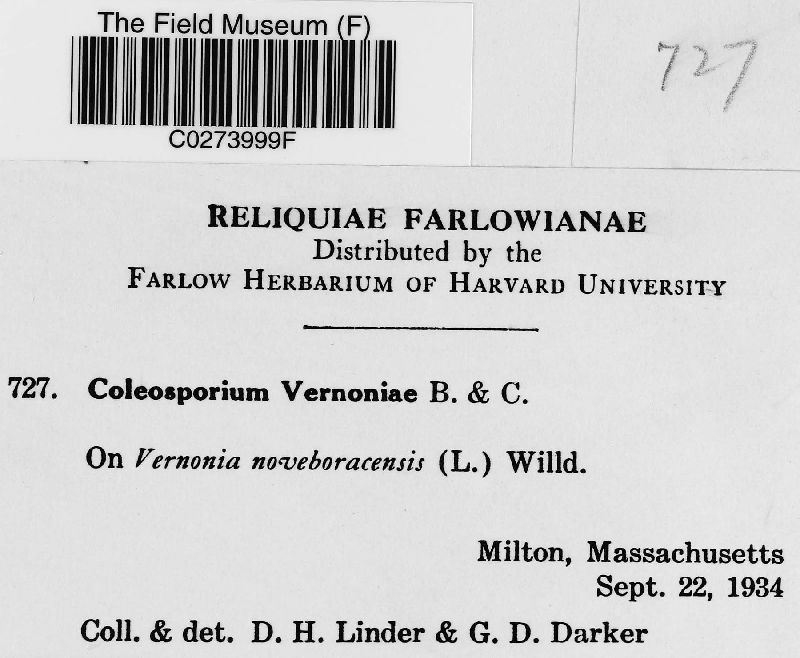 The Field Museum (F)
C0273999F
727
RELIQUIAE FARLOWIANAE
Distributed by the
FARLOW HERBARIUM OF HARVARD UNIVERSITY
727. Coleosporium Vernoniae B. & C.
On Vernonia noveboracensis (L.) Willd.
Milton, Massachusetts
Sept. 22, 1934
Coll. & det. D. H. Linder & G. D. Darker